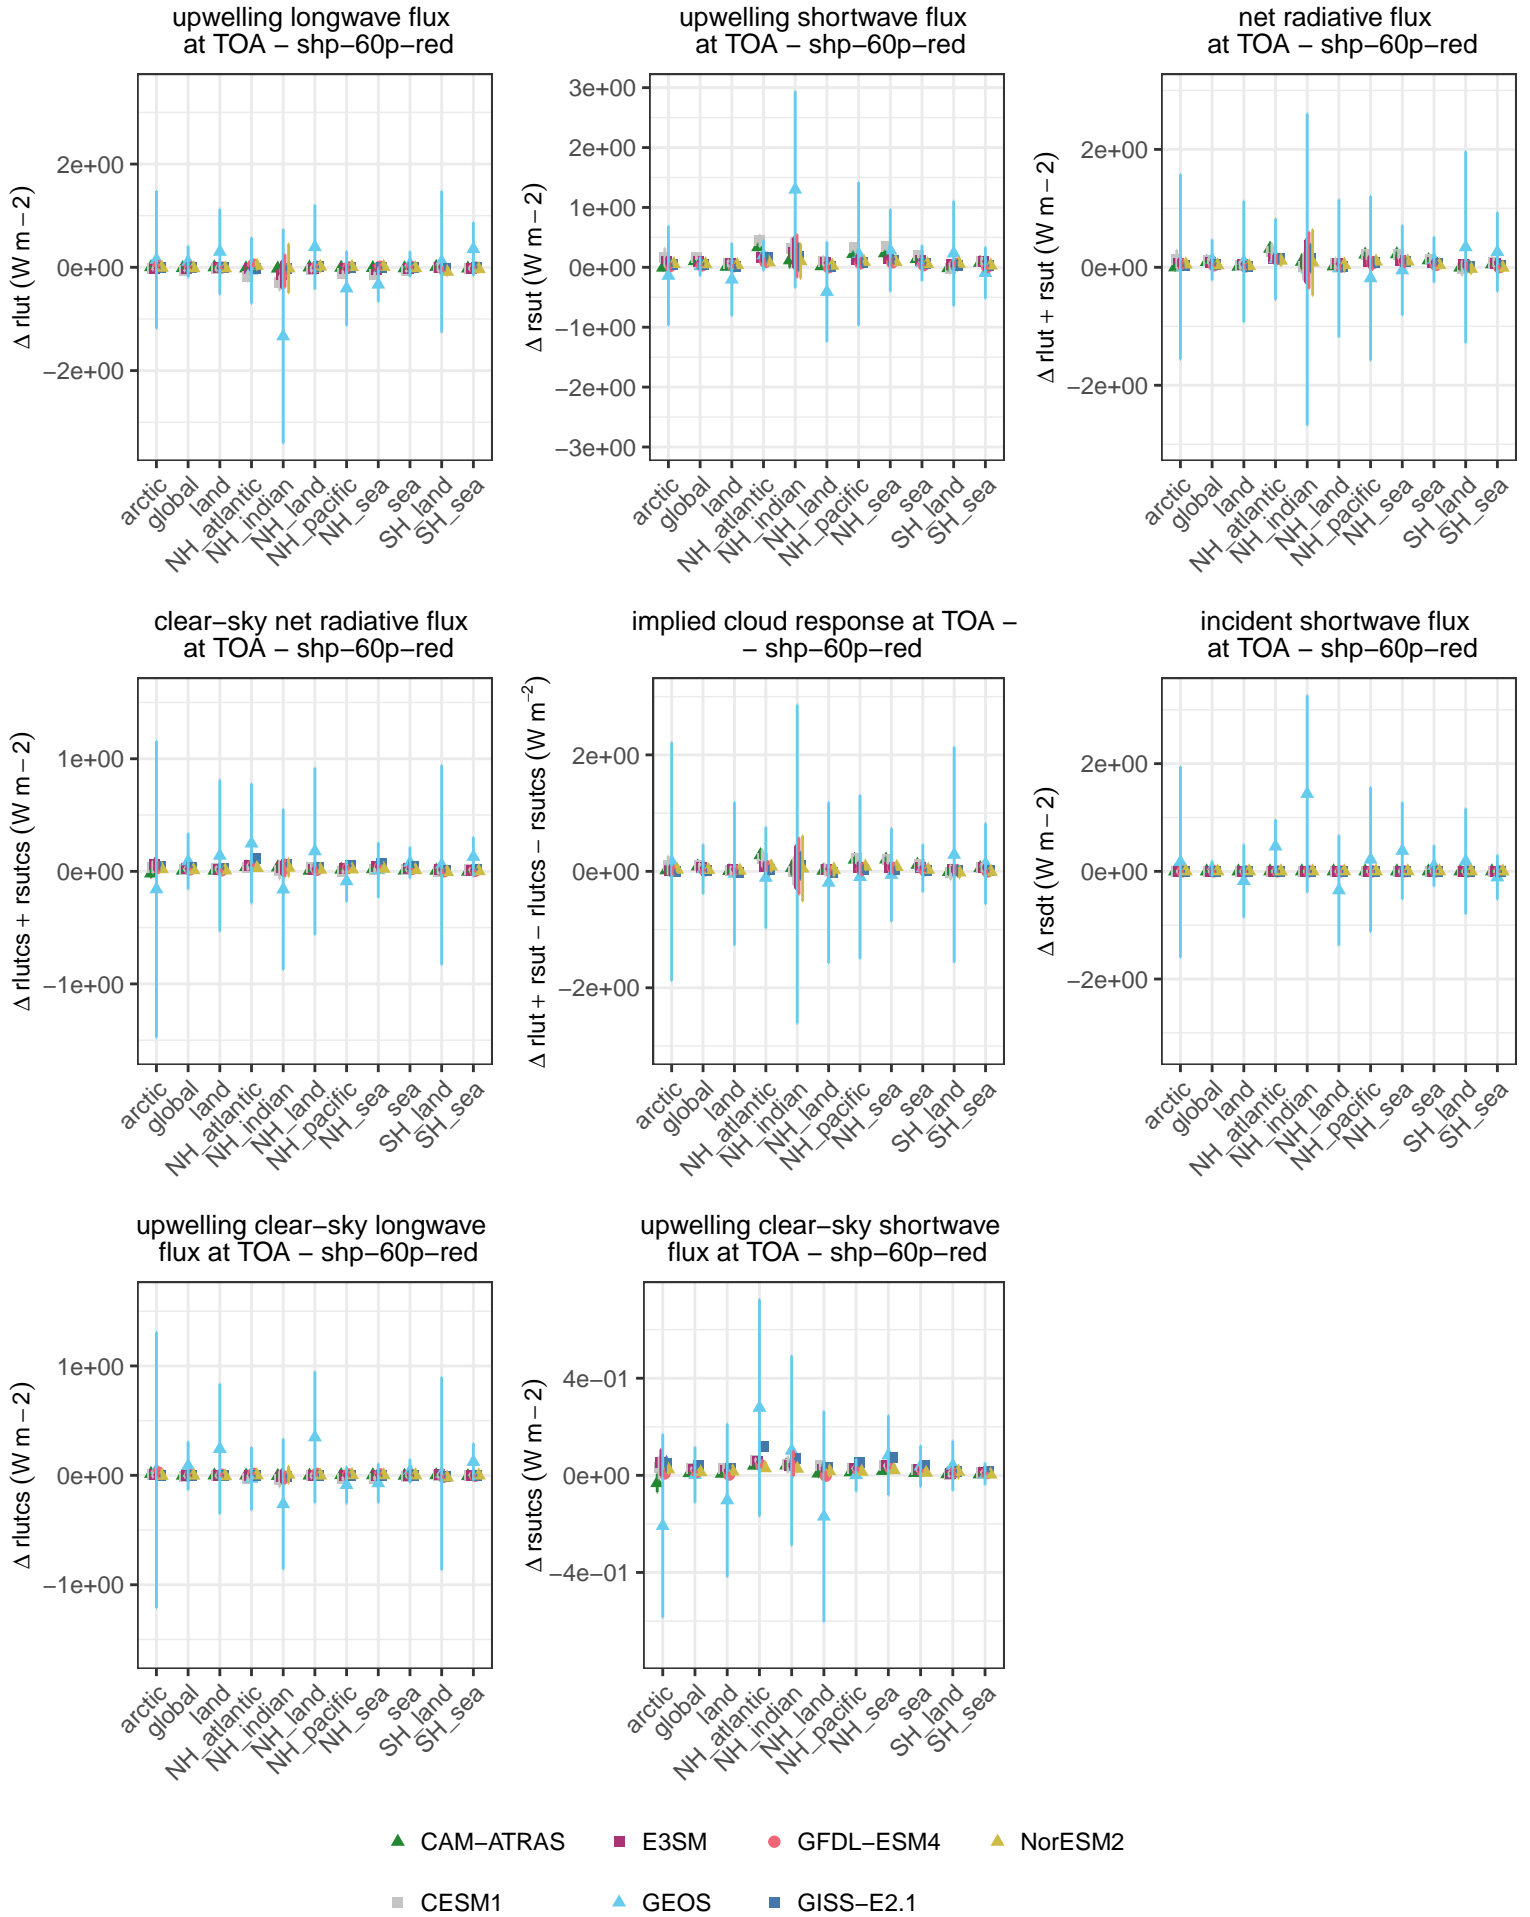 upwelling longwave flux
at TOA − shp−60p−red
upwelling shortwave flux
at TOA − shp−60p−red
net radiative flux
at TOA − shp−60p−red
Δ rlut (W m − 2)
2e+00
0e+00
−2e+00
arctic
global
land
NH_atlantic
NH_indian
NH_land
NH_pacific
NH_sea
sea
SH_land
SH_sea
Δ rsut (W m − 2)
3e+00
2e+00
1e+00
0e+00
−1e+00
−2e+00
−3e+00
arctic
global
land
NH_atlantic
NH_indian
NH_land
NH_pacific
NH_sea
sea
SH_land
SH_sea
Δ rlut + rsut (W m − 2)
2e+00
0e+00
−2e+00
arctic
global
land
NH_atlantic
NH_indian
NH_land
NH_pacific
NH_sea
sea
SH_land
SH_sea
clear−sky net radiative flux
at TOA − shp−60p−red
implied cloud response at TOA −
− shp−60p−red
incident shortwave flux
at TOA − shp−60p−red
Δ rlutcs + rsutcs (W m − 2)
1e+00
0e+00
−1e+00
arctic
global
land
NH_atlantic
NH_indian
NH_land
NH_pacific
NH_sea
sea
SH_land
SH_sea
Δ rlut + rsut − rlutcs − rsutcs (W m⁻²)
2e+00
0e+00
−2e+00
arctic
global
land
NH_atlantic
NH_indian
NH_land
NH_pacific
NH_sea
sea
SH_land
SH_sea
Δ rsdt (W m − 2)
2e+00
0e+00
−2e+00
arctic
global
land
NH_atlantic
NH_indian
NH_land
NH_pacific
NH_sea
sea
SH_land
SH_sea
upwelling clear−sky longwave
flux at TOA − shp−60p−red
upwelling clear−sky shortwave
flux at TOA − shp−60p−red
Δ rlutcs (W m − 2)
1e+00
0e+00
−1e+00
arctic
global
land
NH_atlantic
NH_indian
NH_land
NH_pacific
NH_sea
sea
SH_land
SH_sea
Δ rsutcs (W m − 2)
4e−01
0e+00
−4e−01
arctic
global
land
NH_atlantic
NH_indian
NH_land
NH_pacific
NH_sea
sea
SH_land
SH_sea
CAM−ATRAS E3SM GFDL−ESM4 NorESM2
CESM1 GEOS GISS−E2.1